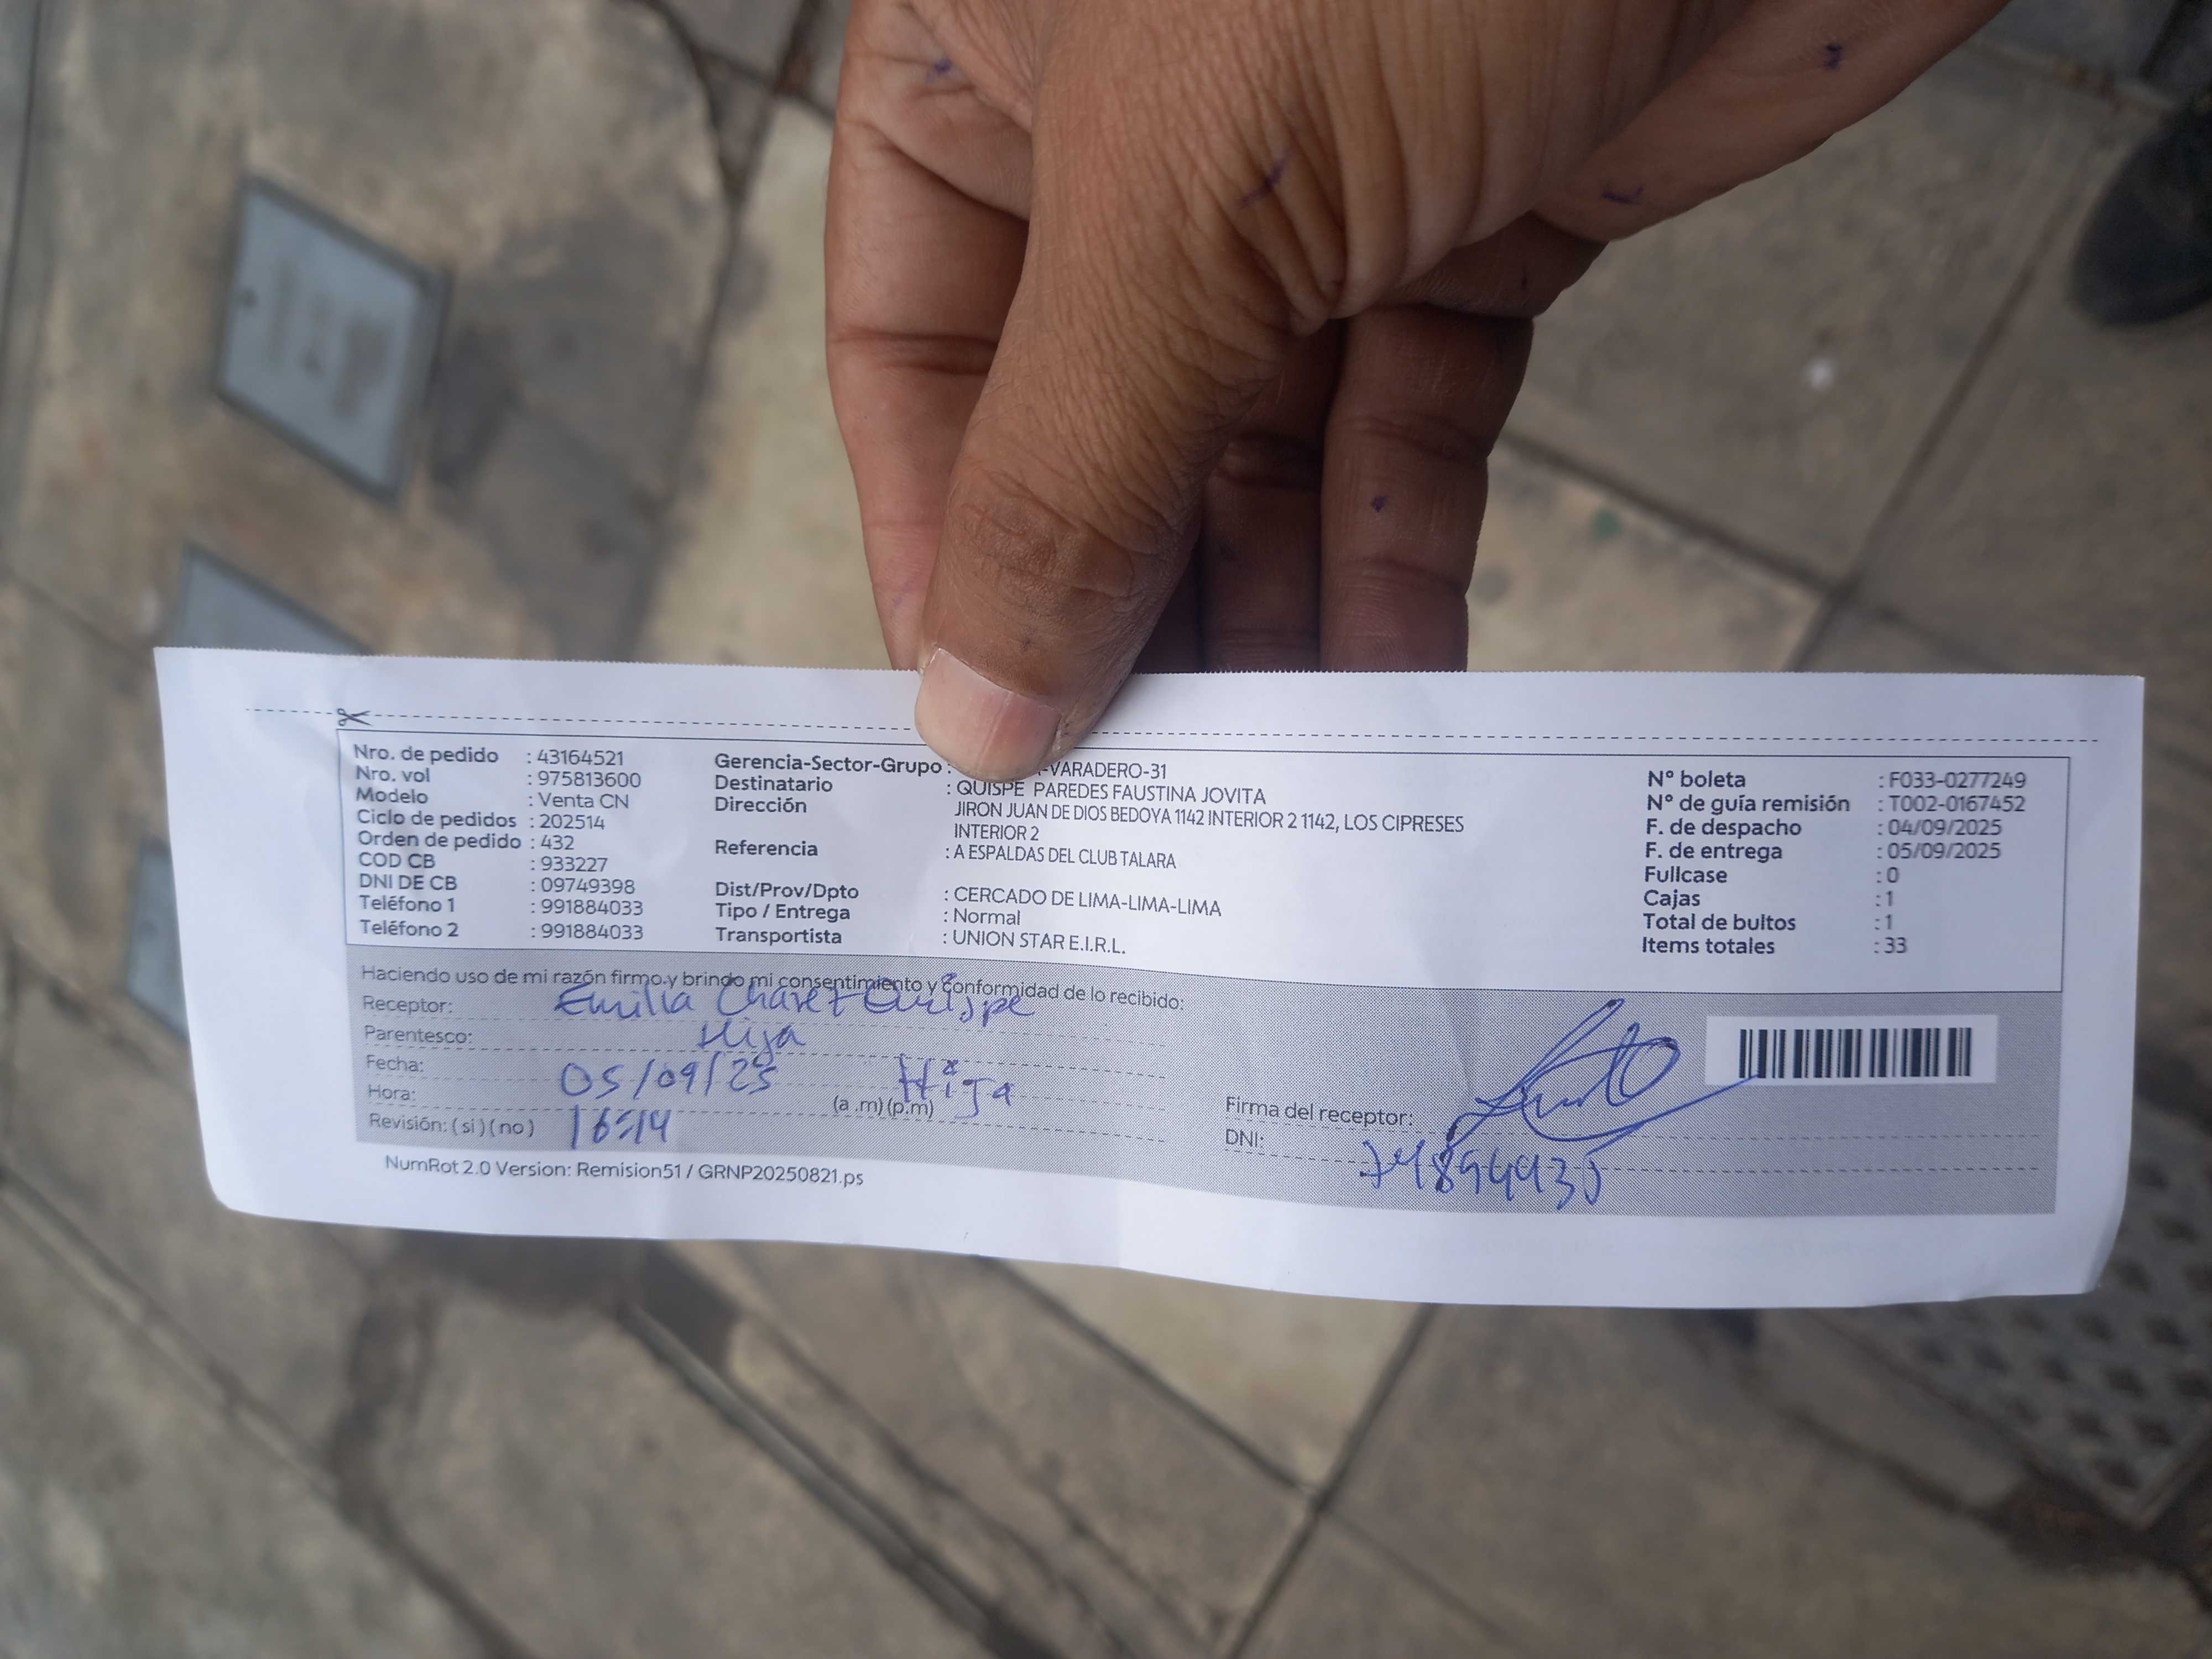 Nro. de pedido : 43164521
Nro. vol : 975813600
Modelo : Venta CN
Ciclo de pedidos : 202514
Orden de pedido : 432
COD CB : 933227
DNI DE CB : 09749398
Teléfono 1 : 991884033
Teléfono 2 : 991884033
Gerencia-Sector-Grupo : -VARADERO-31
Destinatario : QUISPE PAREDES FAUSTINA JOVITA
Dirección JIRON JUAN DE DIOS BEDOYA 1142 INTERIOR 2 1142, LOS CIPRESES
INTERIOR 2
Referencia : A ESPALDAS DEL CLUB TALARA
Dist/Prov/Dpto : CERCADO DE LIMA-LIMA-LIMA
Tipo / Entrega : Normal
Transportista : UNION STAR E.I.R.L.
N° boleta : F033-0277249
N° de guía remisión : T002-0167452
F. de despacho : 04/09/2025
F. de entrega : 05/09/2025
Fullcase : 0
Cajas : 1
Total de bultos : 1
Items totales : 33
Haciendo uso de mi razón firmo.y brindo mi consentimiento y conformidad de lo recibido:
Receptor: Emilia Chavez Quispe
Parentesco: Hija
Fecha: 05/09/25 Hija
Hora: (a .m) (p.m)
Revisión: ( si ) ( no ) 16:14
Firma del receptor:
DNI: 74894935
NumRot 2.0 Version: Remision51 / GRNP20250821.ps